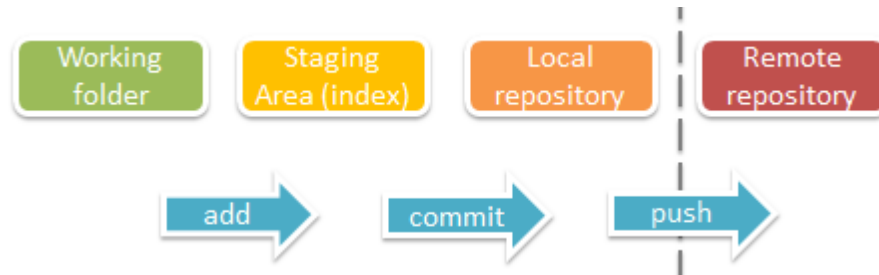 Working
folder
Staging
Area (index)
Local
repository
Remote
repository
add
commit
push